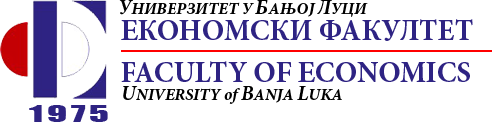 Универзитет у Бањој Луци
ЕКОНОМСКИ ФАКУЛТЕТ
FACULTY OF ECONOMICS
UNIVERSITY of BANJA LUKA
1975